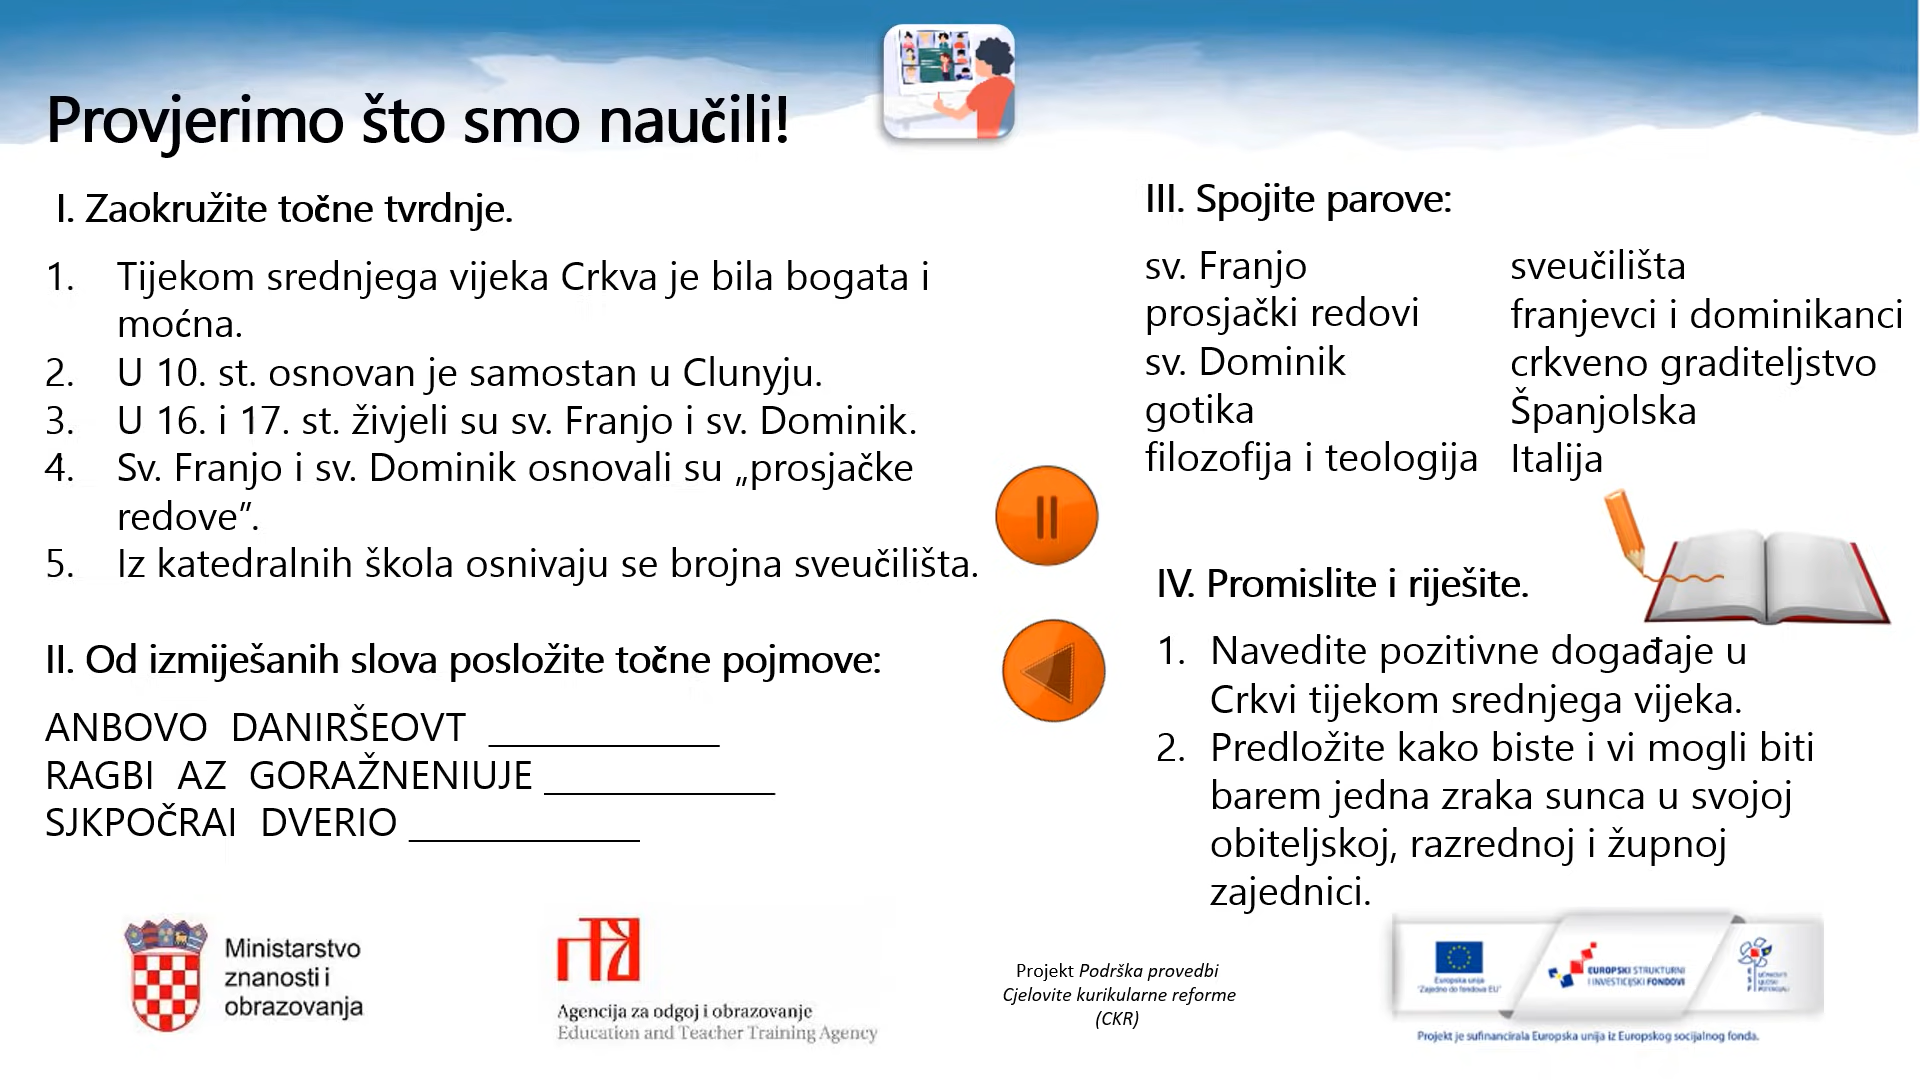 Provjerimo što smo naučili!
I. Zaokružite točne tvrdnje.
1. Tijekom srednjega vijeka Crkva je bila bogata i
moćna.
2. U 10. st. osnovan je samostan u Clunyju.
3. U 16. i 17. st. živjeli su sv. Franjo i sv. Dominik.
4. Sv. Franjo i sv. Dominik osnovali su „prosjačke
redove”.
5. Iz katedralnih škola osnivaju se brojna sveučilišta.
II. Od izmiješanih slova posložite točne pojmove:
ANBOVO DANIRŠEOVT ____________
RAGBI AZ GORAŽNENIUJE ____________
SJKPOČRAI DVERIO ____________
III. Spojite parove:
sv. Franjo sveučilišta
prosjački redovi franjevci i dominikanci
sv. Dominik crkveno graditeljstvo
gotika Španjolska
filozofija i teologija Italija
IV. Promislite i riješite.
1. Navedite pozitivne događaje u
Crkvi tijekom srednjega vijeka.
2. Predložite kako biste i vi mogli biti
barem jedna zraka sunca u svojoj
obiteljskoj, razrednoj i župnoj
zajednici.
Ministarstvo
znanosti i
obrazovanja
Agencija za odgoj i obrazovanje
Education and Teacher Training Agency
Projekt Podrška provedbi
Cjelovite kurikularne reforme
(CKR)
Europska unija
"Zajedno do fondova EU"
EUROPSKI STRUKTURNI
I INVESTICIJSKI FONDOVI
Projekt je sufinancirala Europska unija iz Europskog socijalnog fonda.